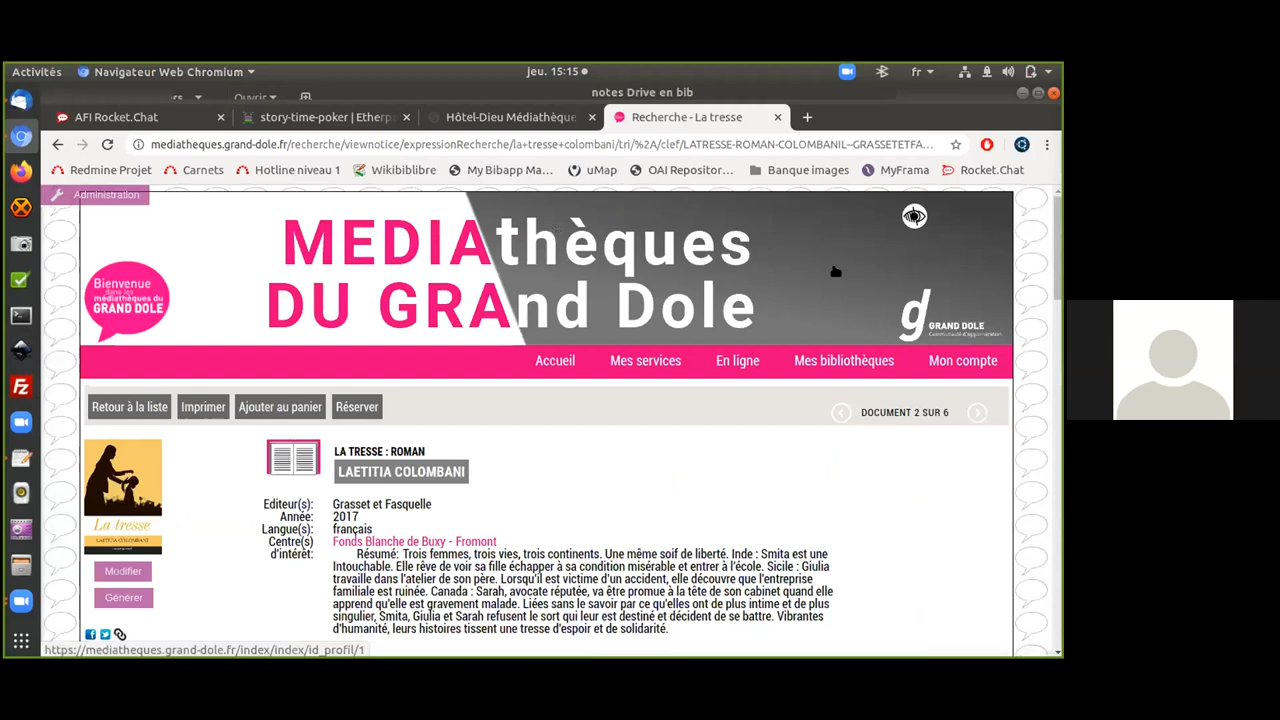 Activités
Navigateur Web Chromium
jeu. 15:15
fr
Ouvrir
notes Drive en bib
AFI Rocket.Chat
story-time-poker | Etherpa
Hôtel-Dieu Médiathèque
Recherche - La tresse
mediatheques.grand-dole.fr/recherche/viewnotice/expressionRecherche/la+tresse+colombani/tri/%2A/clef/LATRESSE-ROMAN-COLOMBANIL--GRASSETETFA...
Redmine Projet
Carnets
Hotline niveau 1
Wikibiblibre
My Bibapp Ma...
uMap
OAI Repositor...
Banque images
MyFrama
Rocket.Chat
Administration
MEDIAthèques
DU GRAnd Dole
Bienvenue
dans les
médiathèques du
GRAND DOLE
g
GRAND DOLE
Communauté d'agglomération
Accueil
Mes services
En ligne
Mes bibliothèques
Mon compte
Retour à la liste
Imprimer
Ajouter au panier
Réserver
DOCUMENT 2 SUR 6
LA TRESSE : ROMAN
LAETITIA COLOMBANI
La tresse
LAETITIA COLOMBANI
Editeur(s): Grasset et Fasquelle
Année: 2017
Langue(s): français
Centre(s) Fonds Blanche de Buxy - Fromont
d'intérêt: Résumé: Trois femmes, trois vies, trois continents. Une même soif de liberté. Inde : Smita est une
Intouchable. Elle rêve de voir sa fille échapper à sa condition misérable et entrer à l'école. Sicile : Giulia
travaille dans l'atelier de son père. Lorsqu'il est victime d'un accident, elle découvre que l'entreprise
familiale est ruinée. Canada : Sarah, avocate réputée, va être promue à la tête de son cabinet quand elle
apprend qu'elle est gravement malade. Liées sans le savoir par ce qu'elles ont de plus intime et de plus
singulier, Smita, Giulia et Sarah refusent le sort qui leur est destiné et décident de se battre. Vibrantes
d'humanité, leurs histoires tissent une tresse d'espoir et de solidarité.
Modifier
Générer
https://mediatheques.grand-dole.fr/index/index/id_profil/1